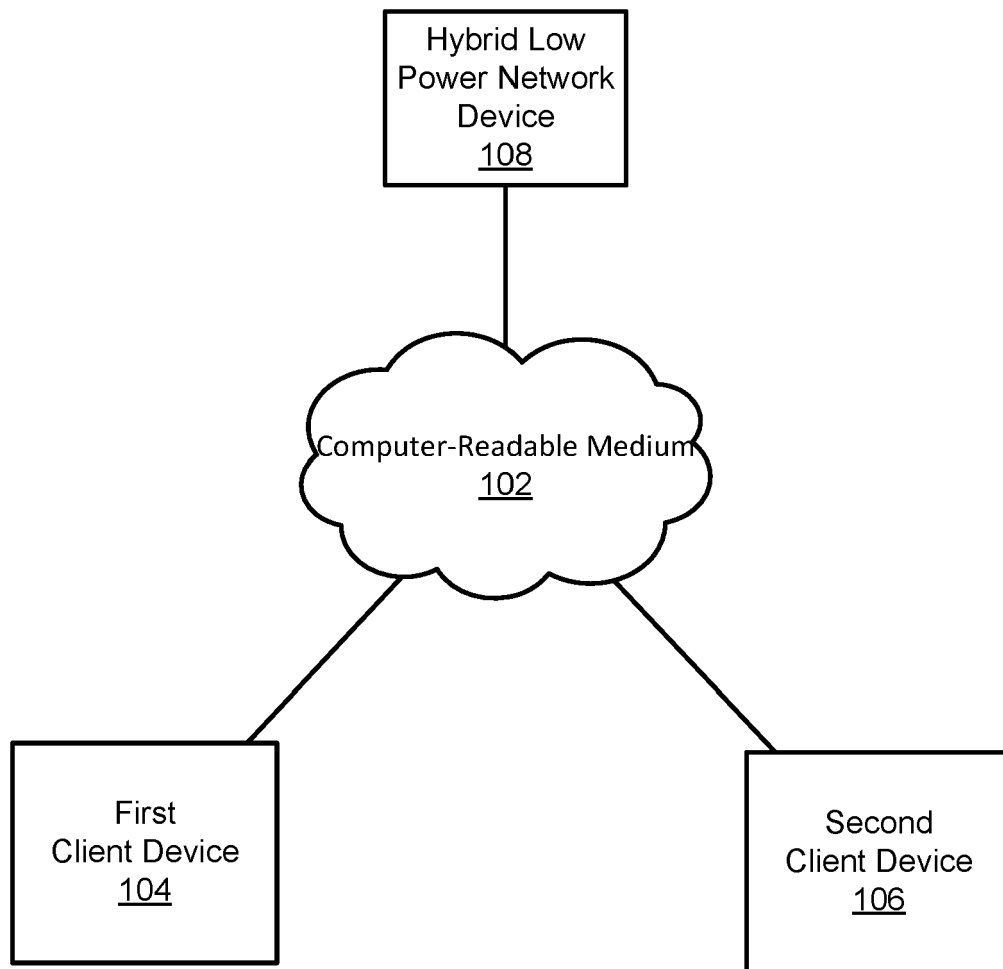 Hybrid Low
Power Network
Device
108
Computer-Readable Medium
102
First
Client Device
104
Second
Client Device
106